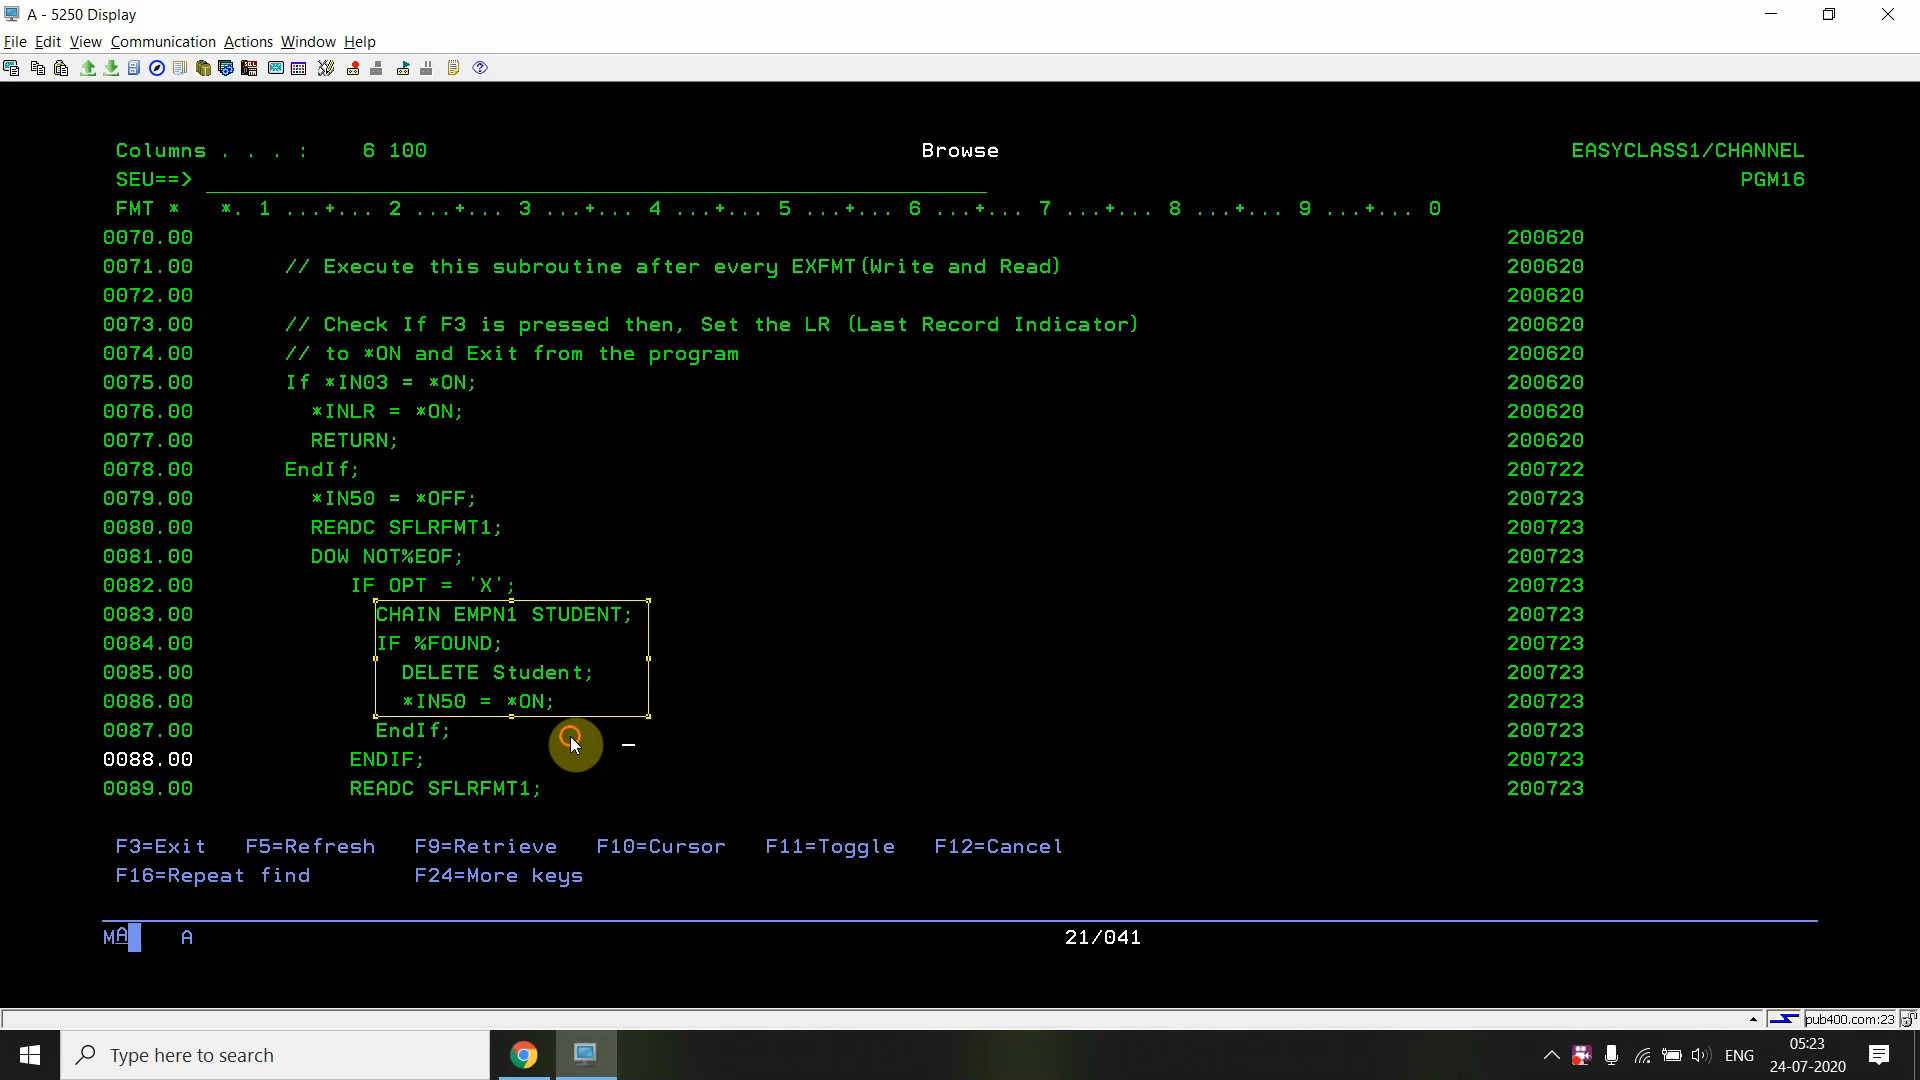 A - 5250 Display
File Edit View Communication Actions Window Help
Columns . . . : 6 100 Browse EASYCLASS1/CHANNEL
SEU==> PGM16
FMT * *. 1 ...+... 2 ...+... 3 ...+... 4 ...+... 5 ...+... 6 ...+... 7 ...+... 8 ...+... 9 ...+... 0
0070.00 200620
0071.00 // Execute this subroutine after every EXFMT(Write and Read) 200620
0072.00 200620
0073.00 // Check If F3 is pressed then, Set the LR (Last Record Indicator) 200620
0074.00 // to *ON and Exit from the program 200620
0075.00 If *IN03 = *ON; 200620
0076.00 *INLR = *ON; 200620
0077.00 RETURN; 200620
0078.00 EndIf; 200722
0079.00 *IN50 = *OFF; 200723
0080.00 READC SFLRFMT1; 200723
0081.00 DOW NOT%EOF; 200723
0082.00 IF OPT = 'X'; 200723
0083.00 CHAIN EMPN1 STUDENT; 200723
0084.00 IF %FOUND; 200723
0085.00 DELETE Student; 200723
0086.00 *IN50 = *ON; 200723
0087.00 EndIf; 200723
0088.00 ENDIF; 200723
0089.00 READC SFLRFMT1; 200723
F3=Exit F5=Refresh F9=Retrieve F10=Cursor F11=Toggle F12=Cancel
F16=Repeat find F24=More keys
MA A 21/041
pub400.com:23
Type here to search ENG 05:23
24-07-2020